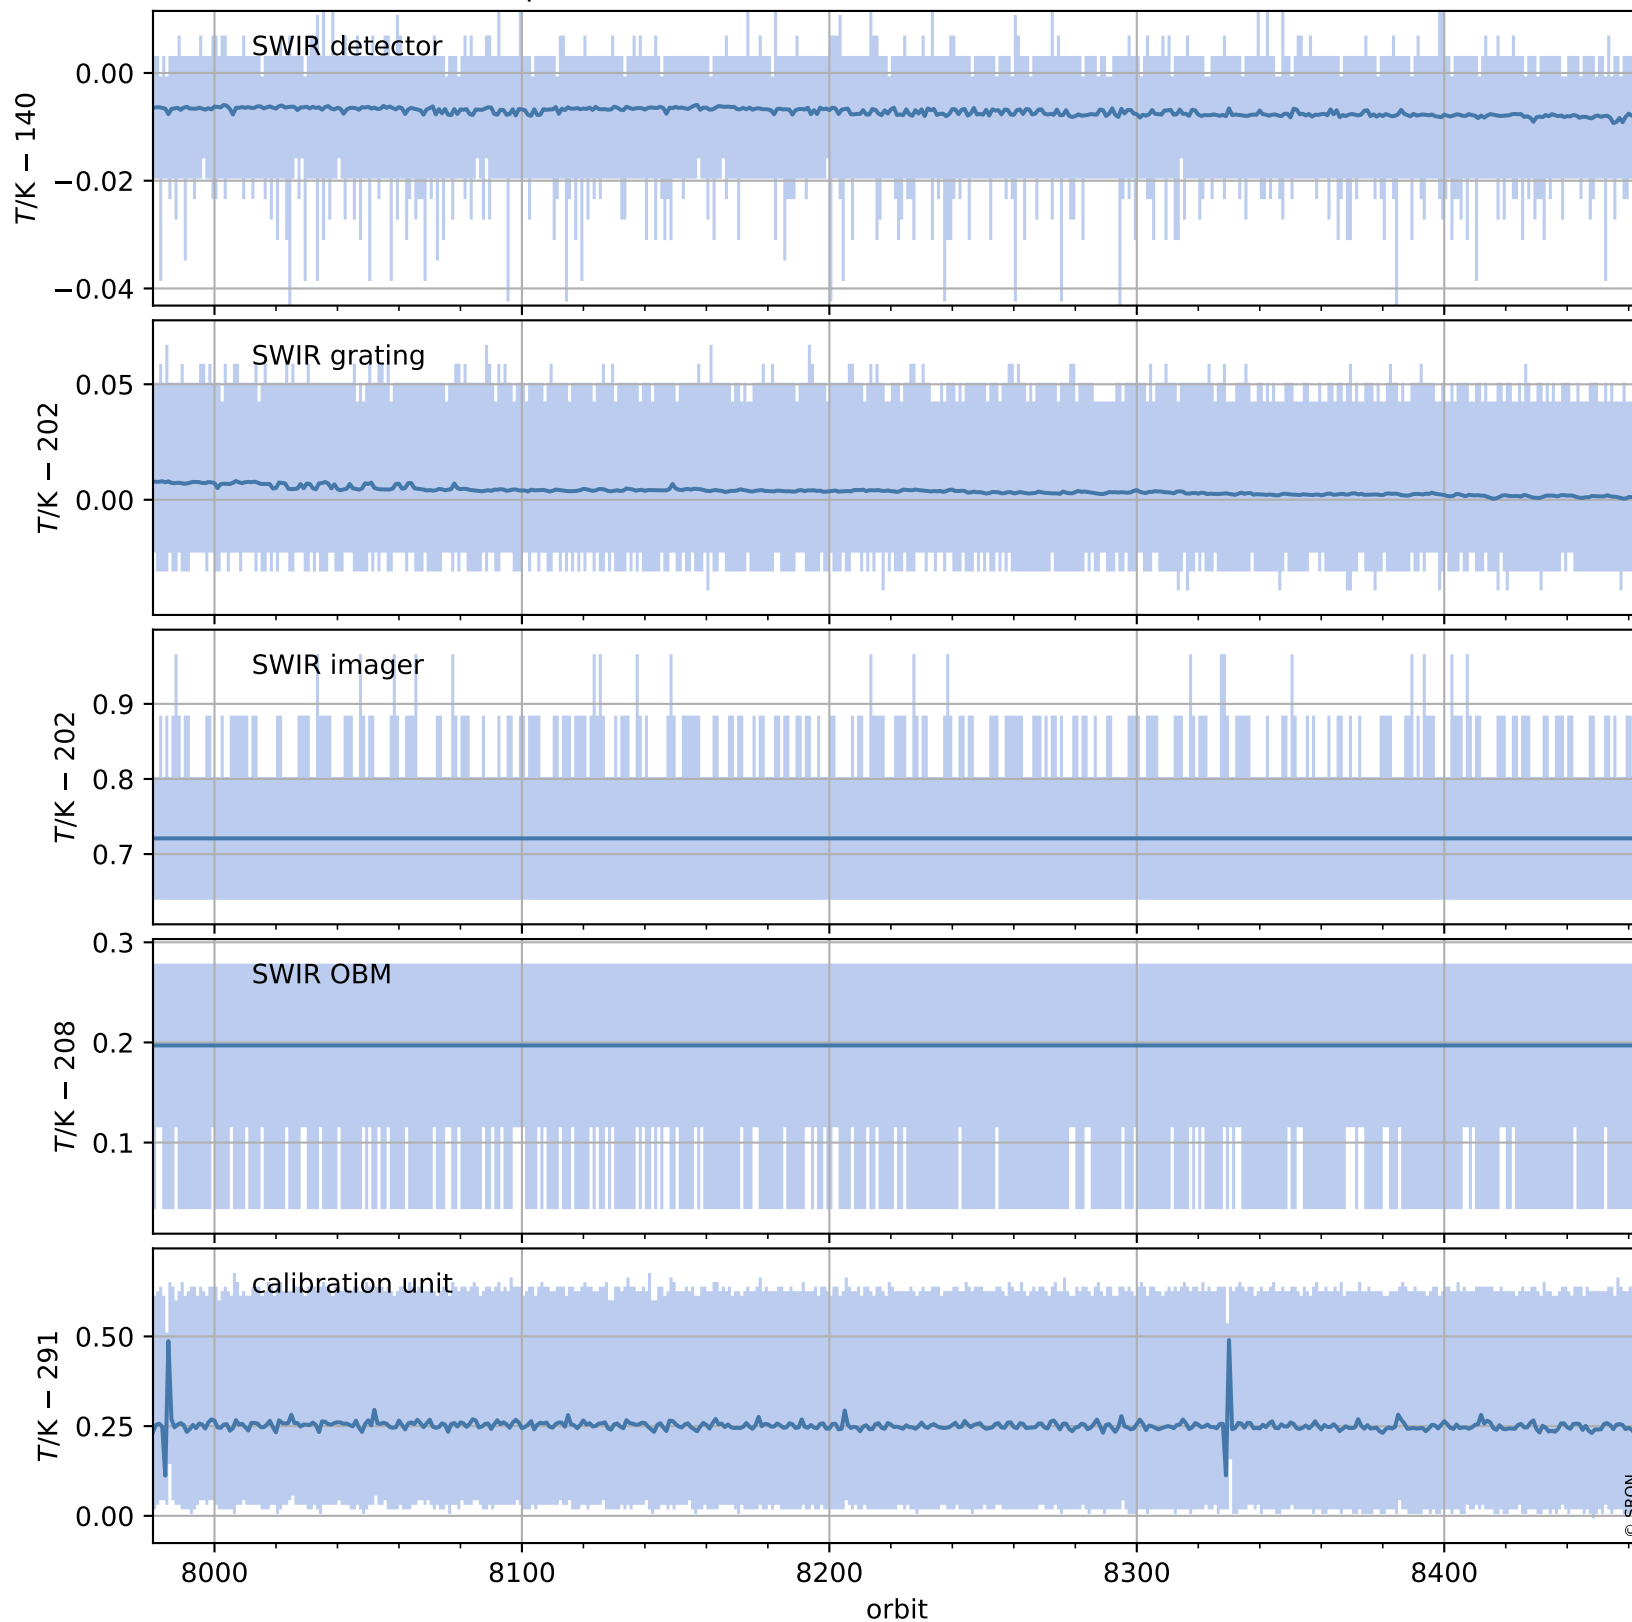 SWIR detector
0.00
−0.02
−0.04
T/K − 140
SWIR grating
0.05
0.00
T/K − 202
SWIR imager
0.9
0.8
0.7
T/K − 202
SWIR OBM
0.3
0.2
0.1
T/K − 208
calibration unit
0.50
0.25
0.00
T/K − 291
8000 8100 8200 8300 8400
orbit
© SRON